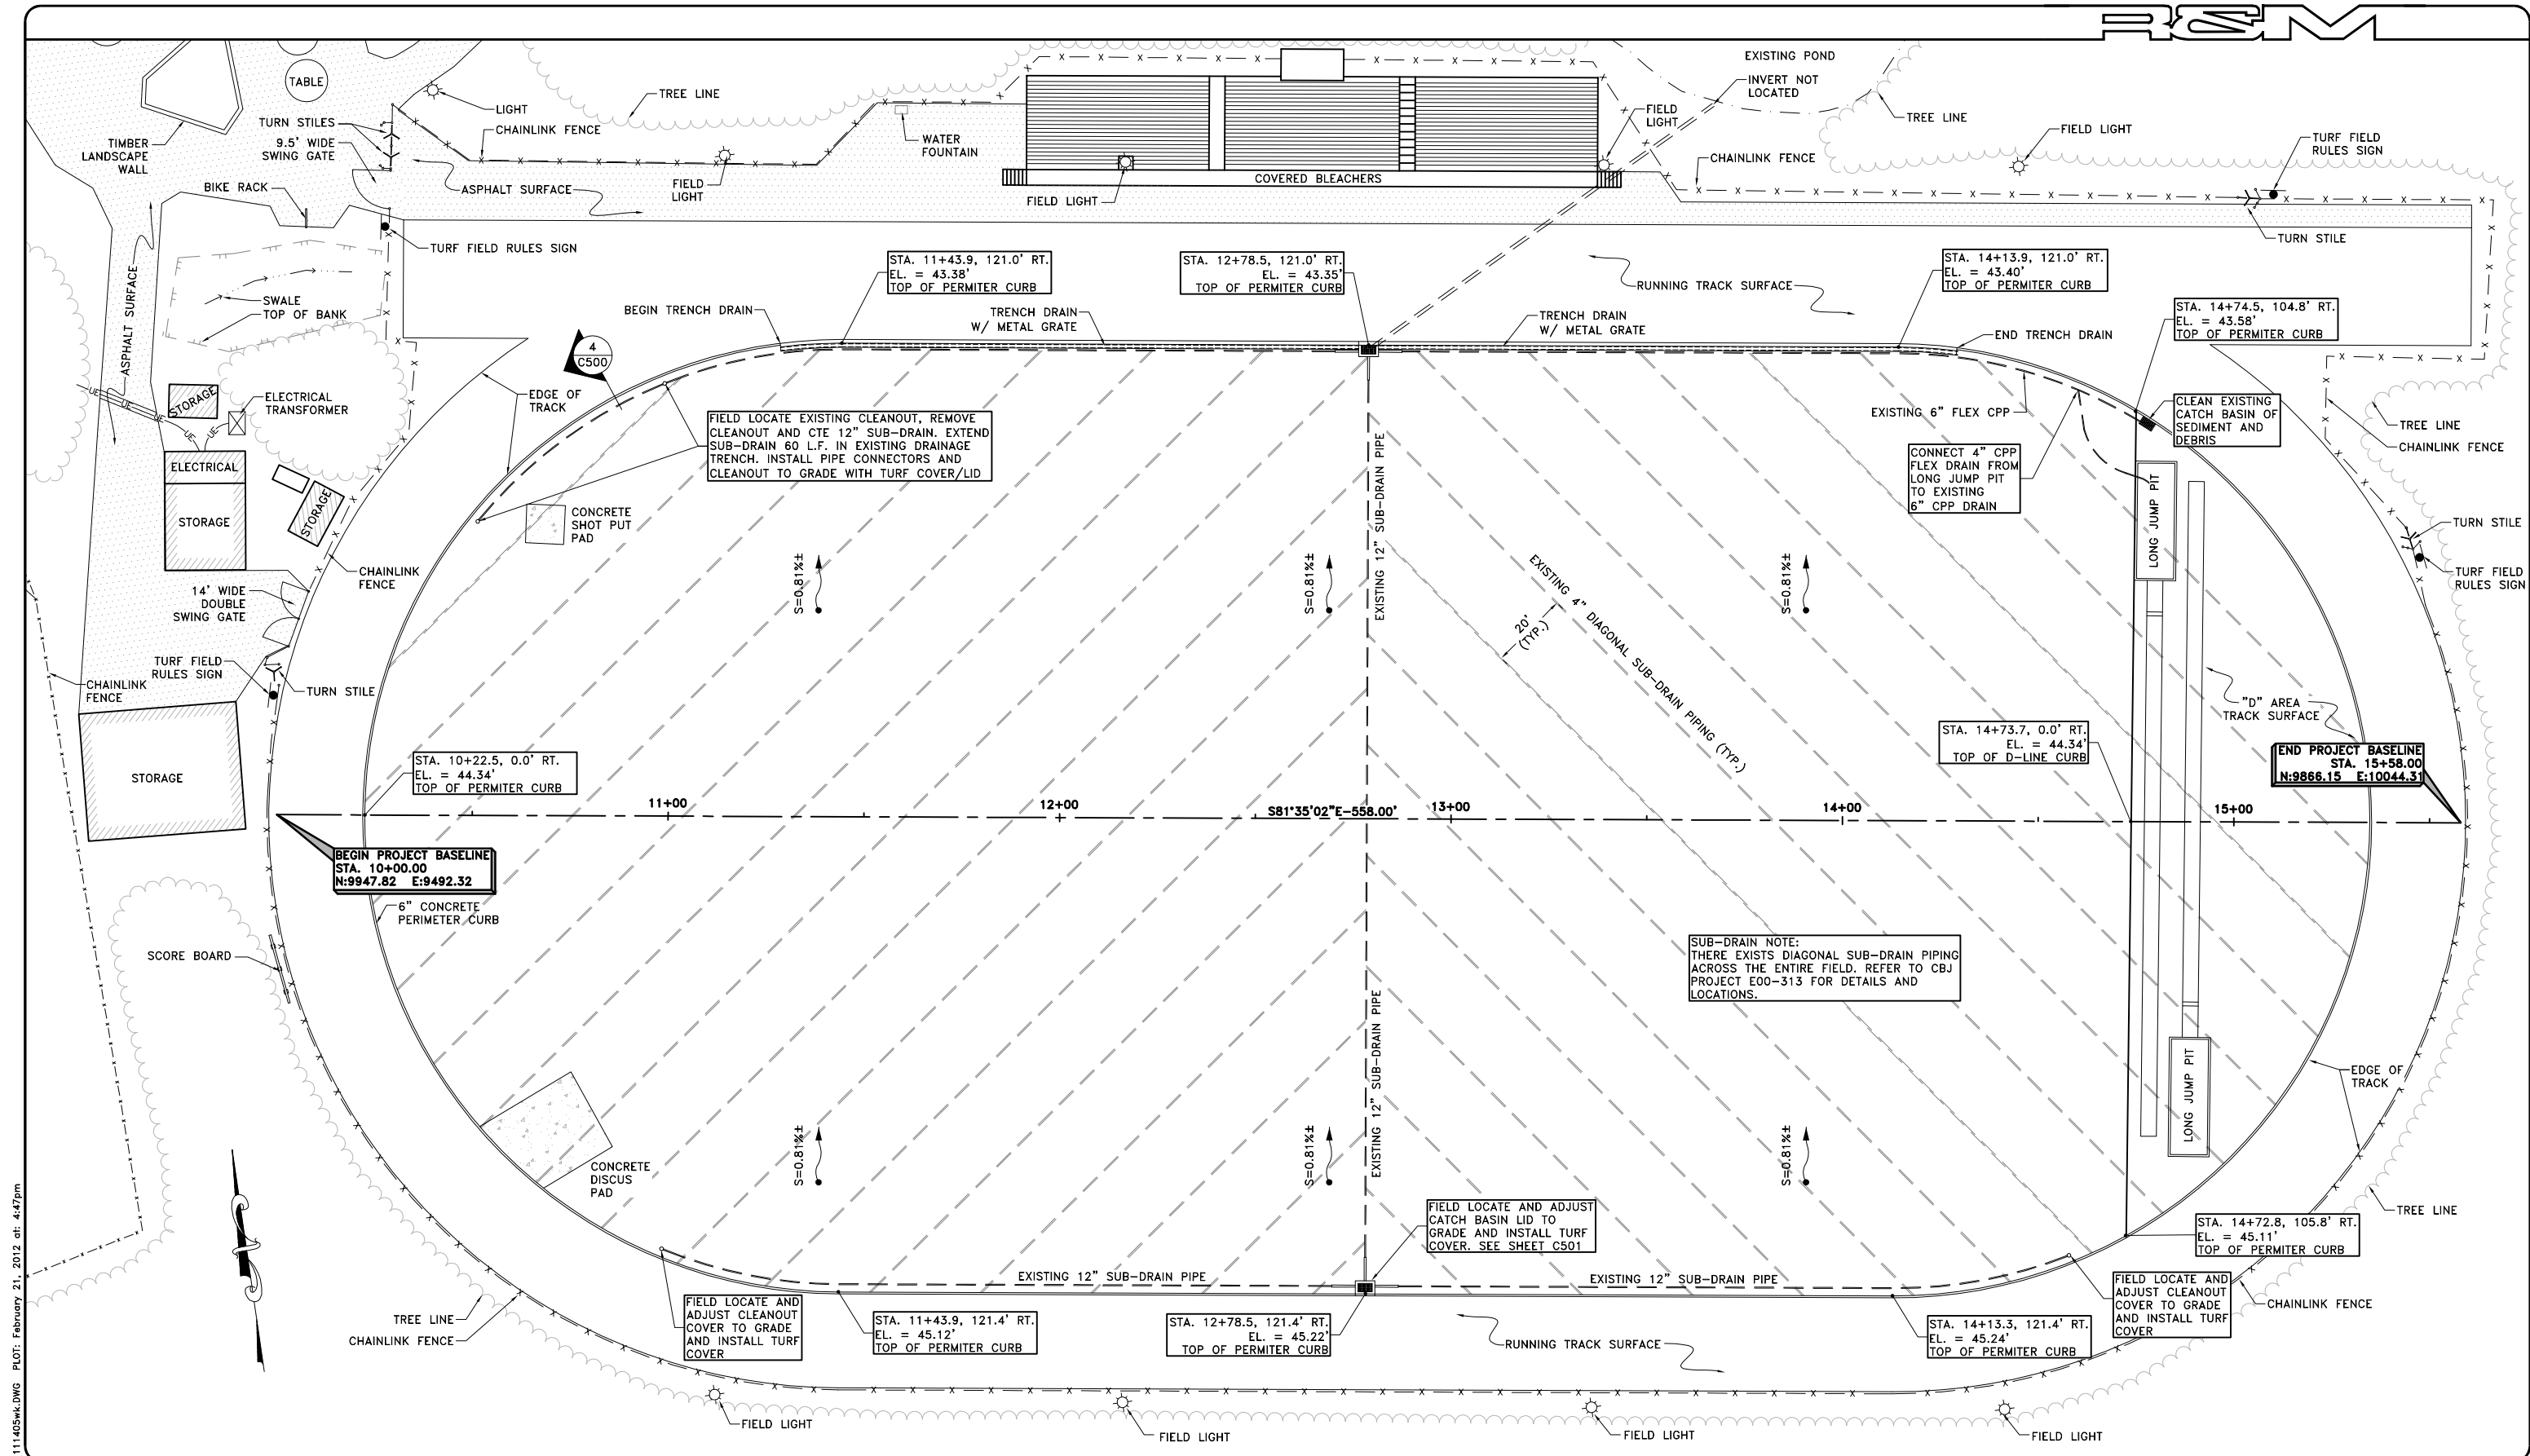 R&M
EXISTING POND
INVERT NOT
LOCATED
TABLE
LIGHT
TREE LINE
TURN STILES
9.5' WIDE
SWING GATE
CHAINLINK FENCE
WATER
FOUNTAIN
FIELD
LIGHT
TREE LINE
FIELD LIGHT
TURF FIELD
RULES SIGN
TIMBER
LANDSCAPE
WALL
CHAINLINK FENCE
BIKE RACK
ASPHALT SURFACE
FIELD
LIGHT
COVERED BLEACHERS
FIELD LIGHT
TURN STILE
TURF FIELD RULES SIGN
ASPHALT SURFACE
STA. 11+43.9, 121.0' RT.
EL. = 43.38'
TOP OF PERMITER CURB
STA. 12+78.5, 121.0' RT.
EL. = 43.35'
TOP OF PERMITER CURB
STA. 14+13.9, 121.0' RT.
EL. = 43.40'
TOP OF PERMITER CURB
RUNNING TRACK SURFACE
SWALE
TOP OF BANK
BEGIN TRENCH DRAIN
TRENCH DRAIN
W/ METAL GRATE
TRENCH DRAIN
W/ METAL GRATE
END TRENCH DRAIN
STA. 14+74.5, 104.8' RT.
EL. = 43.58'
TOP OF PERMITER CURB
4
C500
UE
UE
UE
UE
UE
STORAGE
ELECTRICAL
TRANSFORMER
EDGE OF
TRACK
FIELD LOCATE EXISTING CLEANOUT, REMOVE
CLEANOUT AND CTE 12" SUB-DRAIN. EXTEND
SUB-DRAIN 60 L.F. IN EXISTING DRAINAGE
TRENCH. INSTALL PIPE CONNECTORS AND
CLEANOUT TO GRADE WITH TURF COVER/LID
EXISTING 6" FLEX CPP
CLEAN EXISTING
CATCH BASIN OF
SEDIMENT AND
DEBRIS
TREE LINE
CHAINLINK FENCE
CONNECT 4" CPP
FLEX DRAIN FROM
LONG JUMP PIT
TO EXISTING
6" CPP DRAIN
ELECTRICAL
STORAGE
STORAGE
CONCRETE
SHOT PUT
PAD
EXISTING 12" SUB-DRAIN PIPE
LONG JUMP PIT
TURN STILE
TURF FIELD
RULES SIGN
CHAINLINK
FENCE
14' WIDE
DOUBLE
SWING GATE
S=0.81%±
S=0.81%±
S=0.81%±
EXISTING 4" DIAGONAL SUB-DRAIN PIPING (TYP.)
20'
(TYP.)
TURF FIELD
RULES SIGN
TURN STILE
CHAINLINK
FENCE
"D" AREA
TRACK SURFACE
STORAGE
STA. 10+22.5, 0.0' RT.
EL. = 44.34'
TOP OF PERMITER CURB
STA. 14+73.7, 0.0' RT.
EL. = 44.34'
TOP OF D-LINE CURB
END PROJECT BASELINE
STA. 15+58.00
N:9866.15 E:10044.31
11+00
12+00
S81°35'02"E-558.00'
13+00
14+00
15+00
BEGIN PROJECT BASELINE
STA. 10+00.00
N:9947.82 E:9492.32
6" CONCRETE
PERIMETER CURB
SCORE BOARD
SUB-DRAIN NOTE:
THERE EXISTS DIAGONAL SUB-DRAIN PIPING
ACROSS THE ENTIRE FIELD. REFER TO CBJ
PROJECT E00-313 FOR DETAILS AND
LOCATIONS.
EXISTING 12" SUB-DRAIN PIPE
LONG JUMP PIT
EDGE OF
TRACK
CONCRETE
DISCUS
PAD
S=0.81%±
S=0.81%±
S=0.81%±
FIELD LOCATE AND ADJUST
CATCH BASIN LID TO
GRADE AND INSTALL TURF
COVER. SEE SHEET C501
TREE LINE
STA. 14+72.8, 105.8' RT.
EL. = 45.11'
TOP OF PERMITER CURB
EXISTING 12" SUB-DRAIN PIPE
EXISTING 12" SUB-DRAIN PIPE
TREE LINE
CHAINLINK FENCE
FIELD LOCATE AND
ADJUST CLEANOUT
COVER TO GRADE
AND INSTALL TURF
COVER
STA. 11+43.9, 121.4' RT.
EL. = 45.12'
TOP OF PERMITER CURB
STA. 12+78.5, 121.4' RT.
EL. = 45.22'
TOP OF PERMITER CURB
RUNNING TRACK SURFACE
STA. 14+13.3, 121.4' RT.
EL. = 45.24'
TOP OF PERMITER CURB
FIELD LOCATE AND
ADJUST CLEANOUT
COVER TO GRADE
AND INSTALL TURF
COVER
CHAINLINK FENCE
FIELD LIGHT
FIELD LIGHT
FIELD LIGHT
FIELD LIGHT
111405wk.DWG PLOT: February 21, 2012 at: 4:47pm